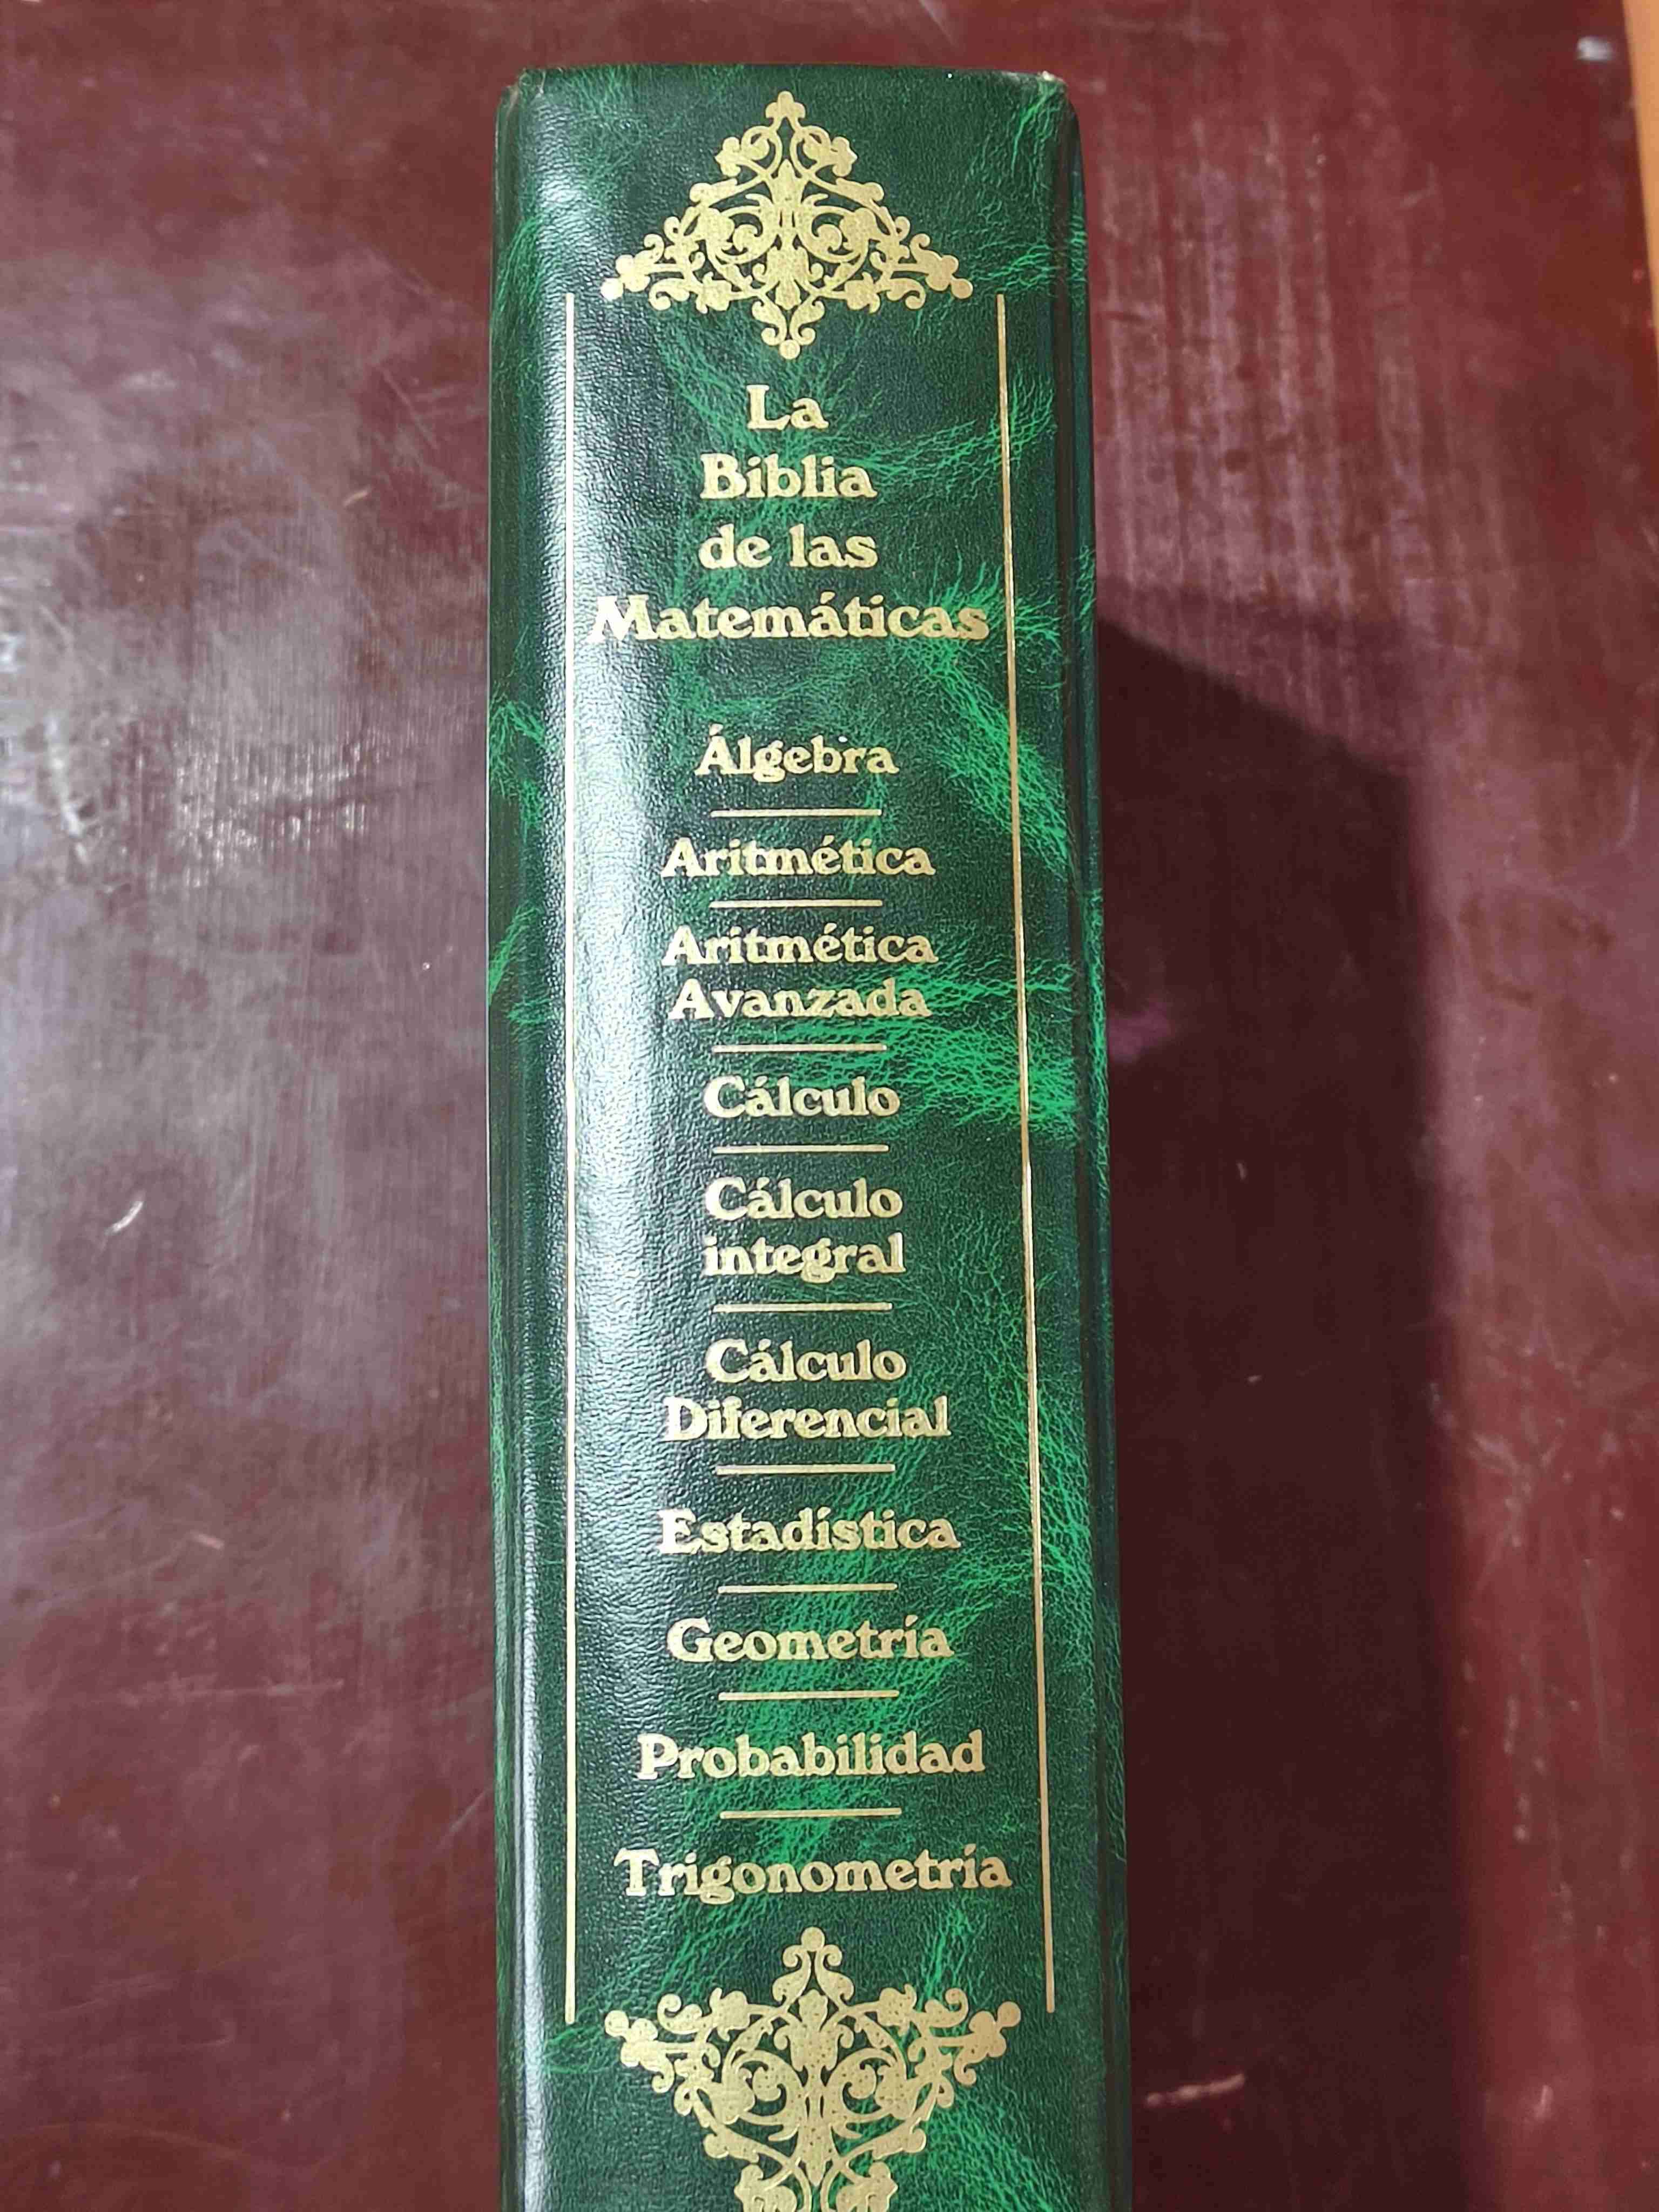 La
Biblia
de las
Matemáticas
Álgebra
Aritmética
Aritmética
Avanzada
Cálculo
Cálculo
integral
Cálculo
Diferencial
Estadística
Geometría
Probabilidad
Trigonometría